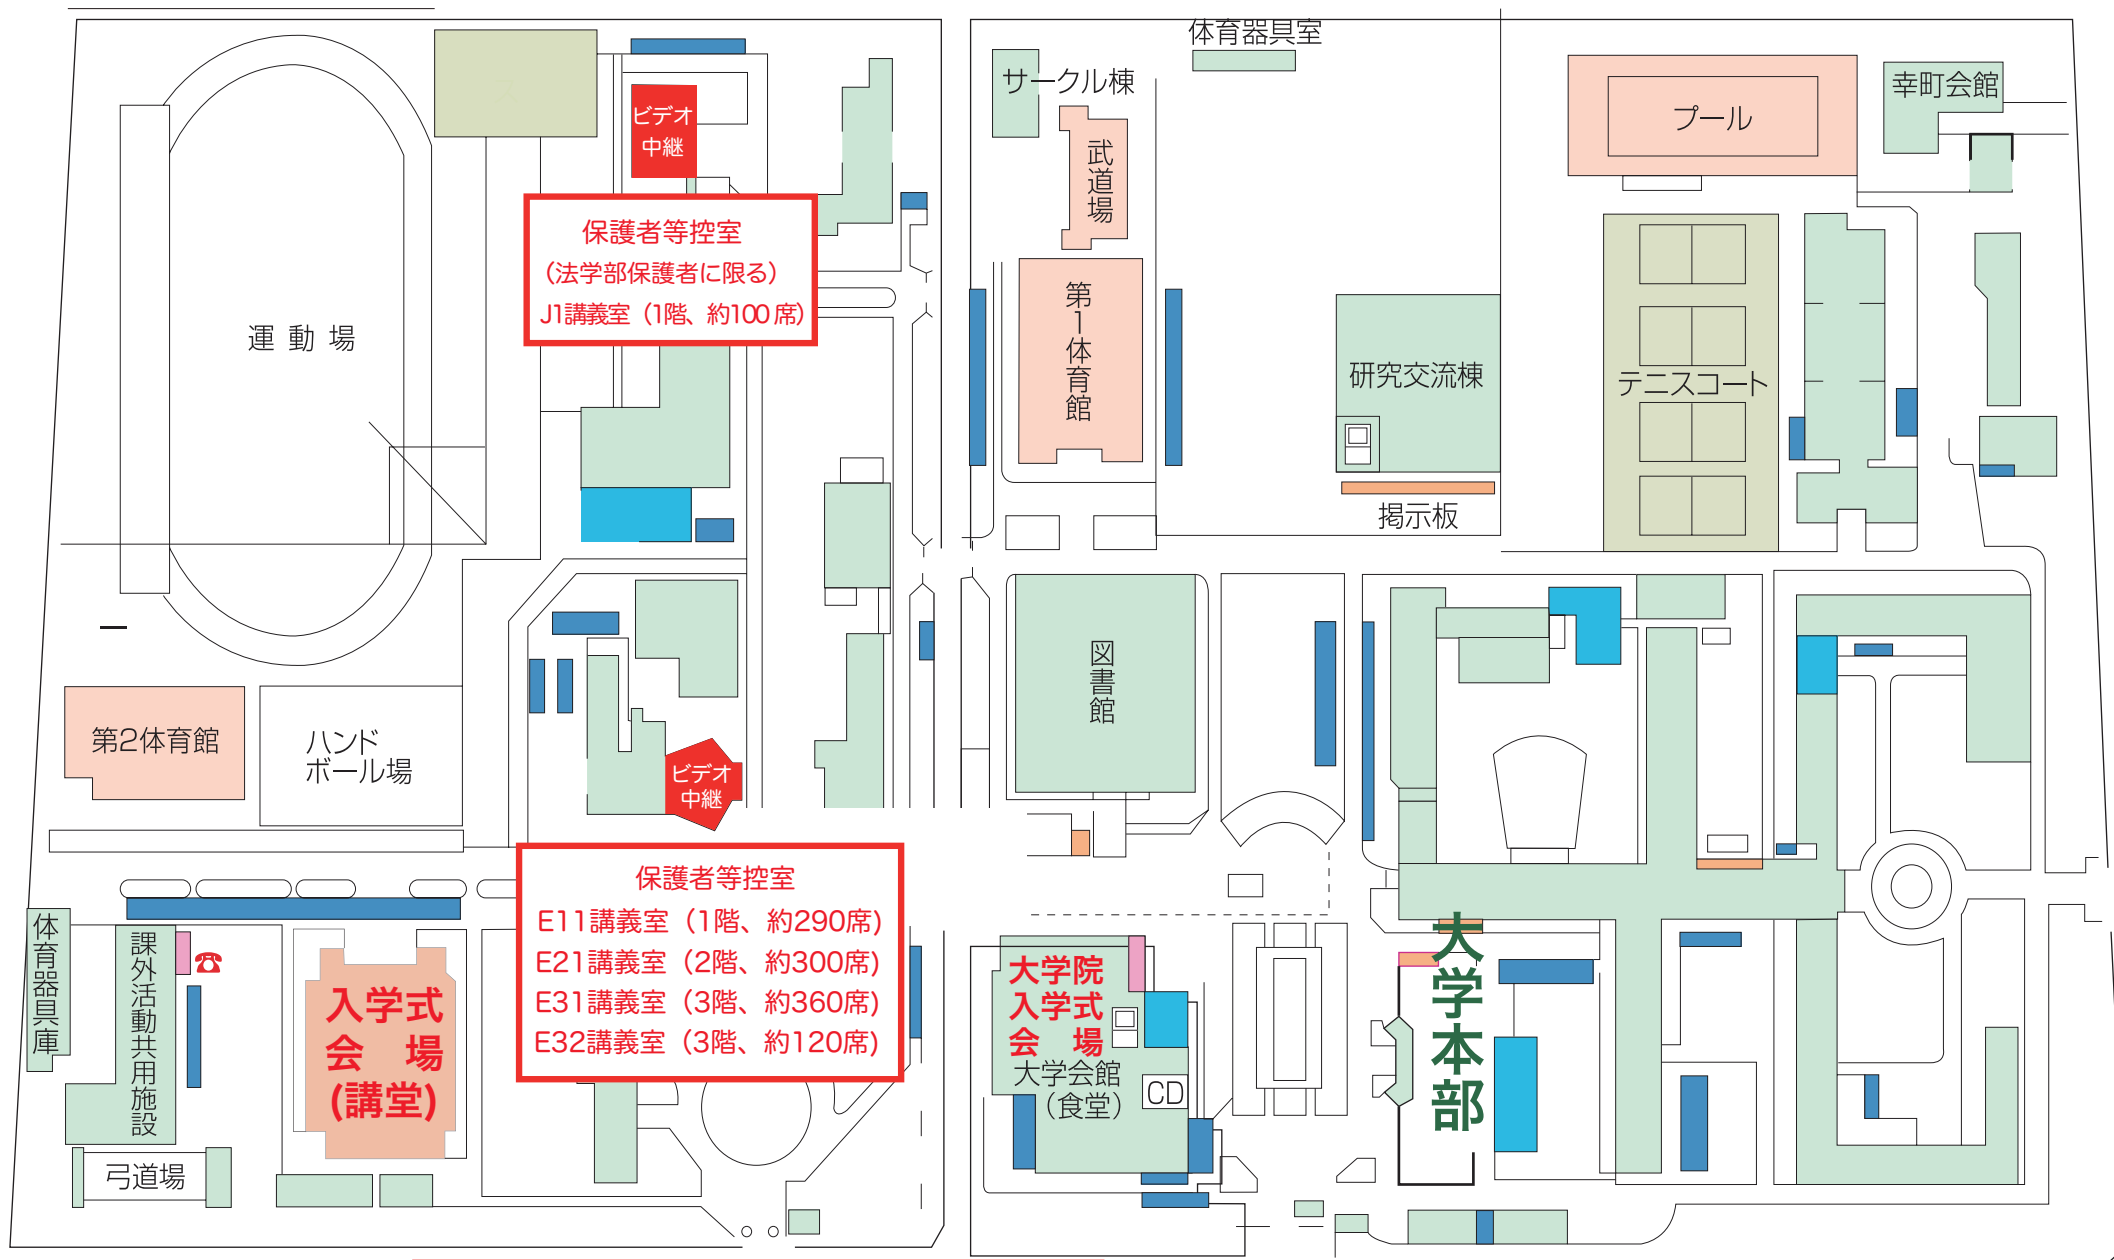 体育器具室
サークル棟
プール
幸町会館
ビデオ
中継
武道場
保護者等控室
（法学部保護者に限る）
J1講義室（1階、約100席）
第1体育館
運動場
研究交流棟
テニスコート
掲示板
図書館
第2体育館
ハンド
ボール場
ビデオ
中継
保護者等控室
E11講義室（1階、約290席）
E21講義室（2階、約300席）
E31講義室（3階、約360席）
E32講義室（3階、約120席）
体育器具庫
課外活動共用施設
入学式
会　場
(講堂)
大学院
入学式
会　場
大学会館
（食堂）
CD
大学本部
弓道場